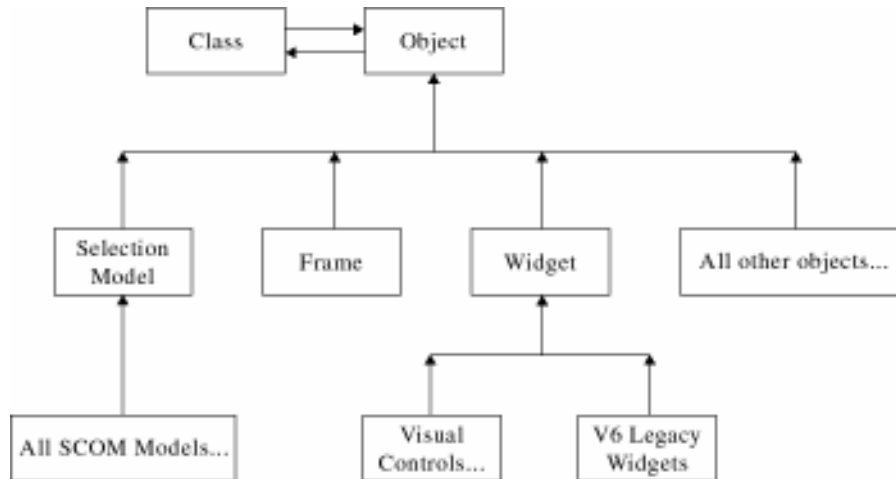 Class
Object
Selection
Model
Frame
Widget
All other objects...
All SCOM Models...
Visual
Controls...
V6 Legacy
Widgets